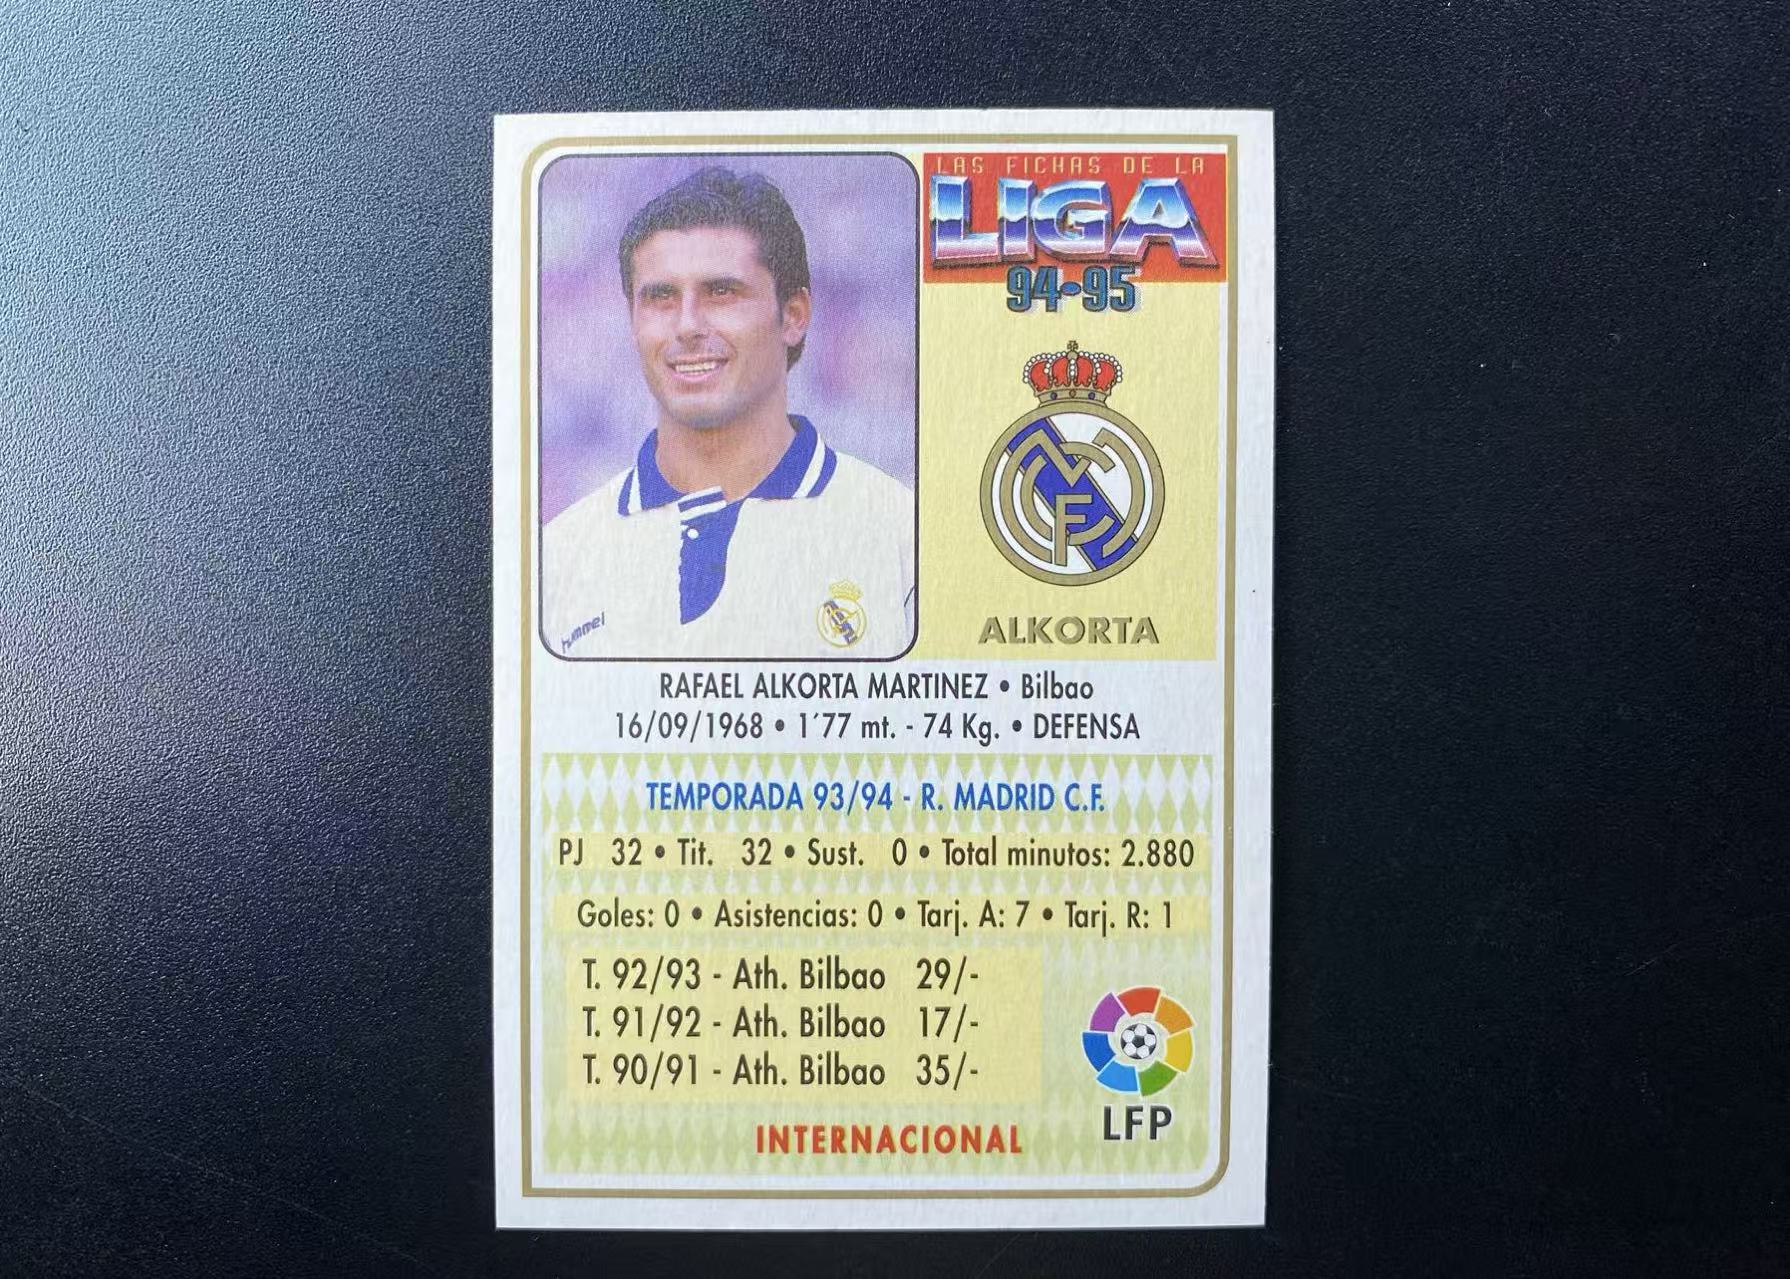 LAS FICHAS DE LA
LIGA
94•95
ALKORTA
hummel
RAFAEL ALKORTA MARTINEZ • Bilbao
16/09/1968 • 1´77 mt. - 74 Kg. • DEFENSA
TEMPORADA 93/94 - R. MADRID C.F.
PJ 32 • Tit. 32 • Sust. 0 • Total minutos: 2.880
Goles: 0 • Asistencias: 0 • Tarj. A: 7 • Tarj. R: 1
T. 92/93 - Ath. Bilbao 29/-
T. 91/92 - Ath. Bilbao 17/-
T. 90/91 - Ath. Bilbao 35/-
LFP
INTERNACIONAL